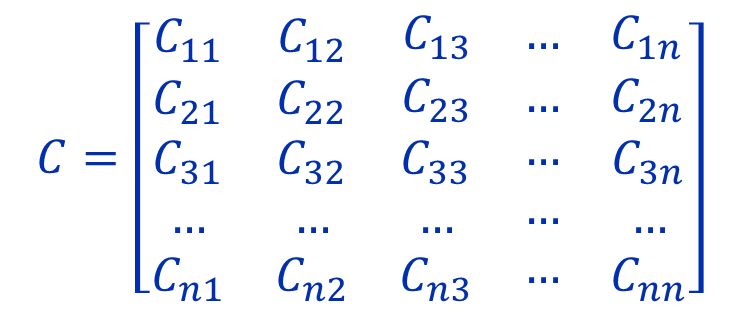 C₁₁ C₁₂ C₁₃ ... C₁ₙ
C₂₁ C₂₂ C₂₃ ... C₂ₙ
C = C₃₁ C₃₂ C₃₃ ... C₃ₙ
... ... ... ... ...
Cₙ₁ Cₙ₂ Cₙ₃ ... Cₙₙ